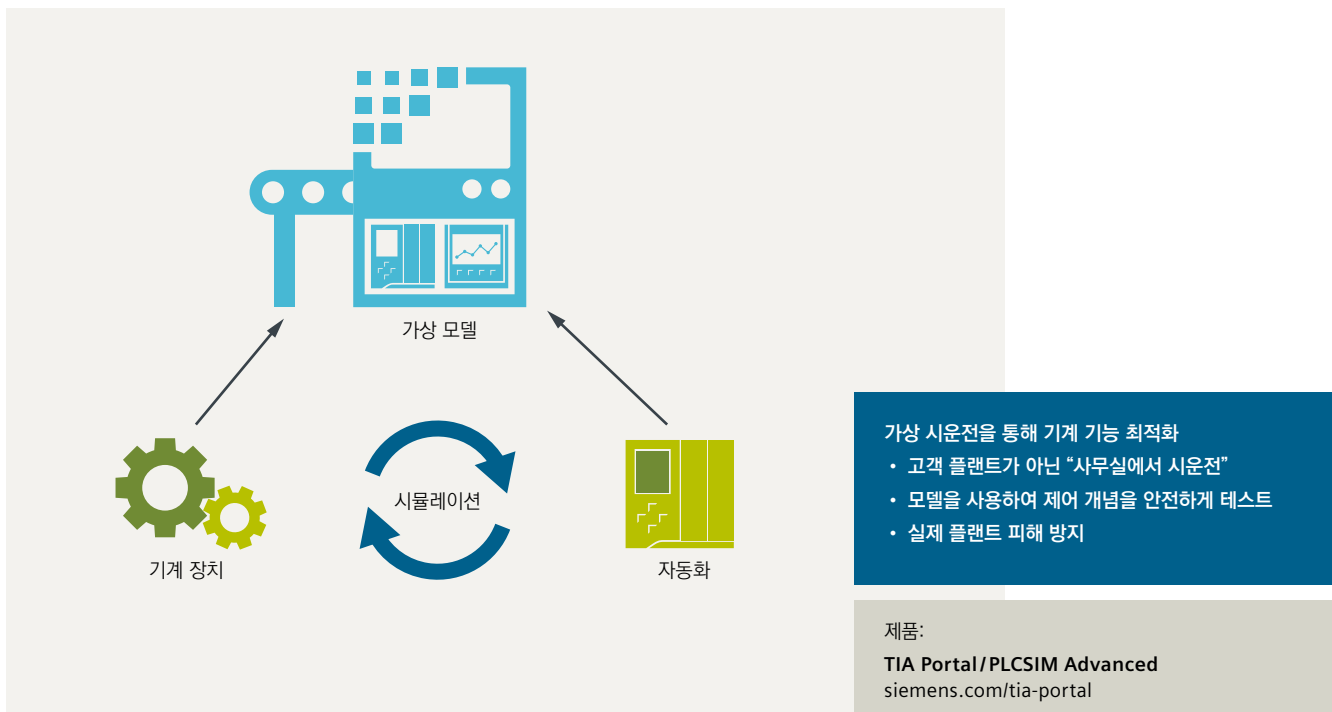 가상 모델
시뮬레이션
기계 장치
자동화
가상 시운전을 통해 기계 기능 최적화
• 고객 플랜트가 아닌 “사무실에서 시운전”
• 모델을 사용하여 제어 개념을 안전하게 테스트
• 실제 플랜트 피해 방지
제품:
TIA Portal/PLCSIM Advanced
siemens.com/tia-portal